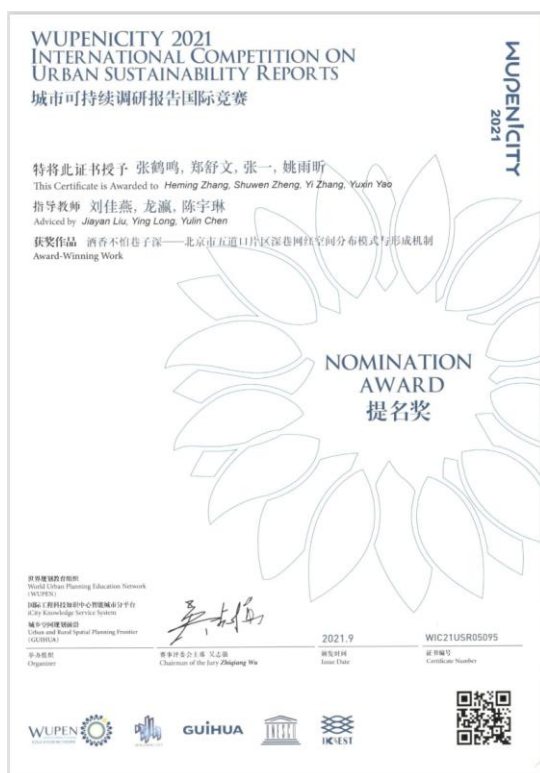 WUPENiCITY 2021
INTERNATIONAL COMPETITION ON
URBAN SUSTAINABILITY REPORTS
城市可持续调研报告国际竞赛
WUPENiCITY
2021
特将此证书授予 张鹤鸣, 郑舒文, 张一, 姚雨昕
This Certificate is Awarded to Heming Zhang, Shuwen Zheng, Yi Zhang, Yuxin Yao
指导教师 刘佳燕, 龙瀛, 陈宇琳
Adviced by Jiayan Liu, Ying Long, Yulin Chen
获奖作品 酒香不怕巷子深——北京市五道口片区深巷网红空间分布模式与形成机制
Award-Winning Work
NOMINATION
AWARD
提名奖
世界规划教育组织
World Urban Planning Education Network
(WUPEN)
国际工程科技知识中心智能城市分平台
iCity Knowledge Service System
城乡空间规划前沿
Urban and Rural Spatial Planning Frontier
(GUIHUA)
2021.9
WIC21USR05095
举办组织
Organizer
赛事评委会主席 吴志强
Chairman of the Jury Zhiqiang Wu
颁发时间
Issue Date
证书编号
Certificate Number
WUPEN
GUIHUA
UNESCO